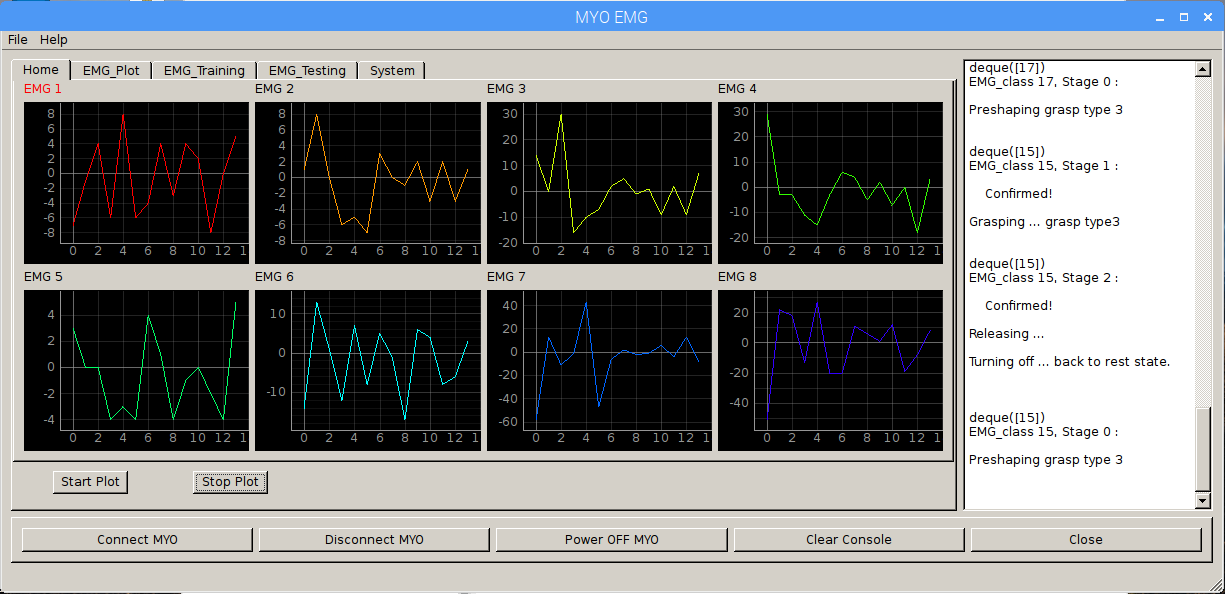 MYO EMG
File Help
Home EMG_Plot EMG_Training EMG_Testing System
EMG 1 EMG 2 EMG 3 EMG 4
8
6
4
2
0
-2
-4
-6
-8
0 2 4 6 8 10 12 1
8
6
4
2
0
-2
-4
-6
-8
0 2 4 6 8 10 12 1
30
20
10
0
-10
-20
0 2 4 6 8 10 12 1
30
20
10
0
-10
-20
0 2 4 6 8 10 12 1
EMG 5 EMG 6 EMG 7 EMG 8
4
2
0
-2
-4
0 2 4 6 8 10 12 1
10
0
-10
0 2 4 6 8 10 12 1
40
20
0
-20
-40
-60
0 2 4 6 8 10 12 1
20
0
-20
-40
0 2 4 6 8 10 12 1
Start Plot Stop Plot
deque([17])
EMG_class 17, Stage 0 :
Preshaping grasp type 3
deque([15])
EMG_class 15, Stage 1 :
Confirmed!
Grasping ... grasp type3
deque([15])
EMG_class 15, Stage 2 :
Confirmed!
Releasing ...
Turning off ... back to rest state.
deque([15])
EMG_class 15, Stage 0 :
Preshaping grasp type 3
Connect MYO Disconnect MYO Power OFF MYO Clear Console Close